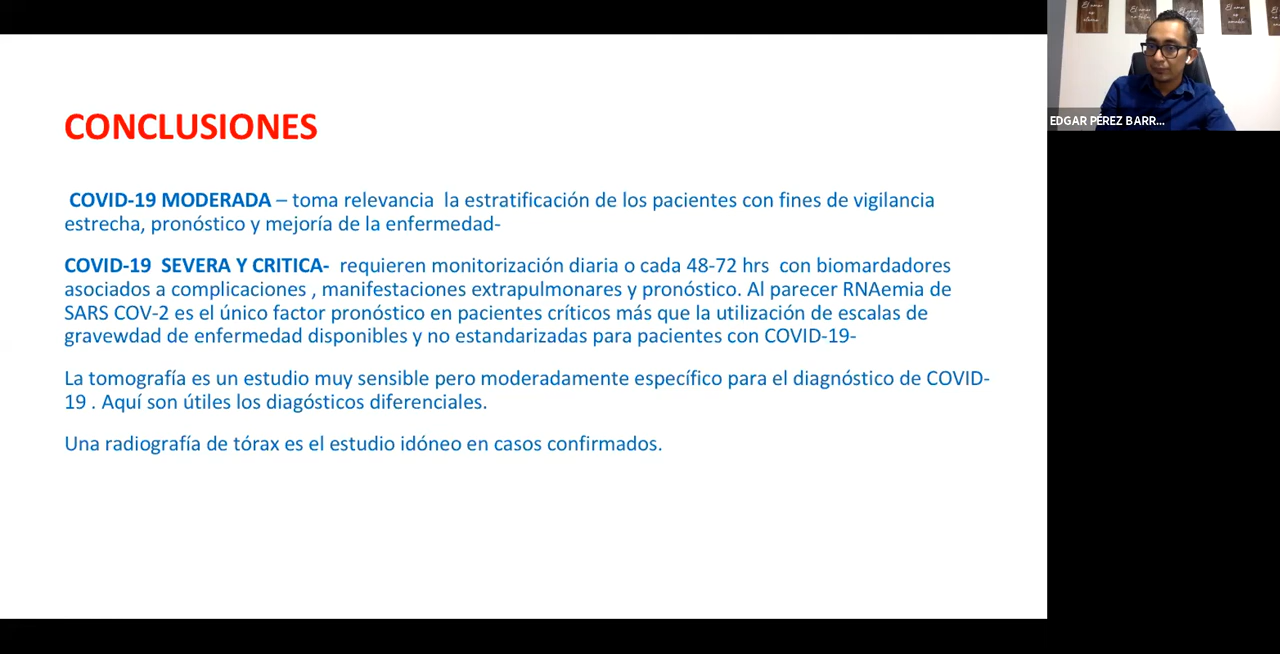 CONCLUSIONES
COVID-19 MODERADA – toma relevancia la estratificación de los pacientes con fines de vigilancia
estrecha, pronóstico y mejoría de la enfermedad-
COVID-19 SEVERA Y CRITICA- requieren monitorización diaria o cada 48-72 hrs con biomardadores
asociados a complicaciones , manifestaciones extrapulmonares y pronóstico. Al parecer RNAemia de
SARS COV-2 es el único factor pronóstico en pacientes críticos más que la utilización de escalas de
gravewdad de enfermedad disponibles y no estandarizadas para pacientes con COVID-19-
La tomografía es un estudio muy sensible pero moderadamente específico para el diagnóstico de COVID-
19 . Aquí son útiles los diagósticos diferenciales.
Una radiografía de tórax es el estudio idóneo en casos confirmados.
EDGAR PÉREZ BARR...